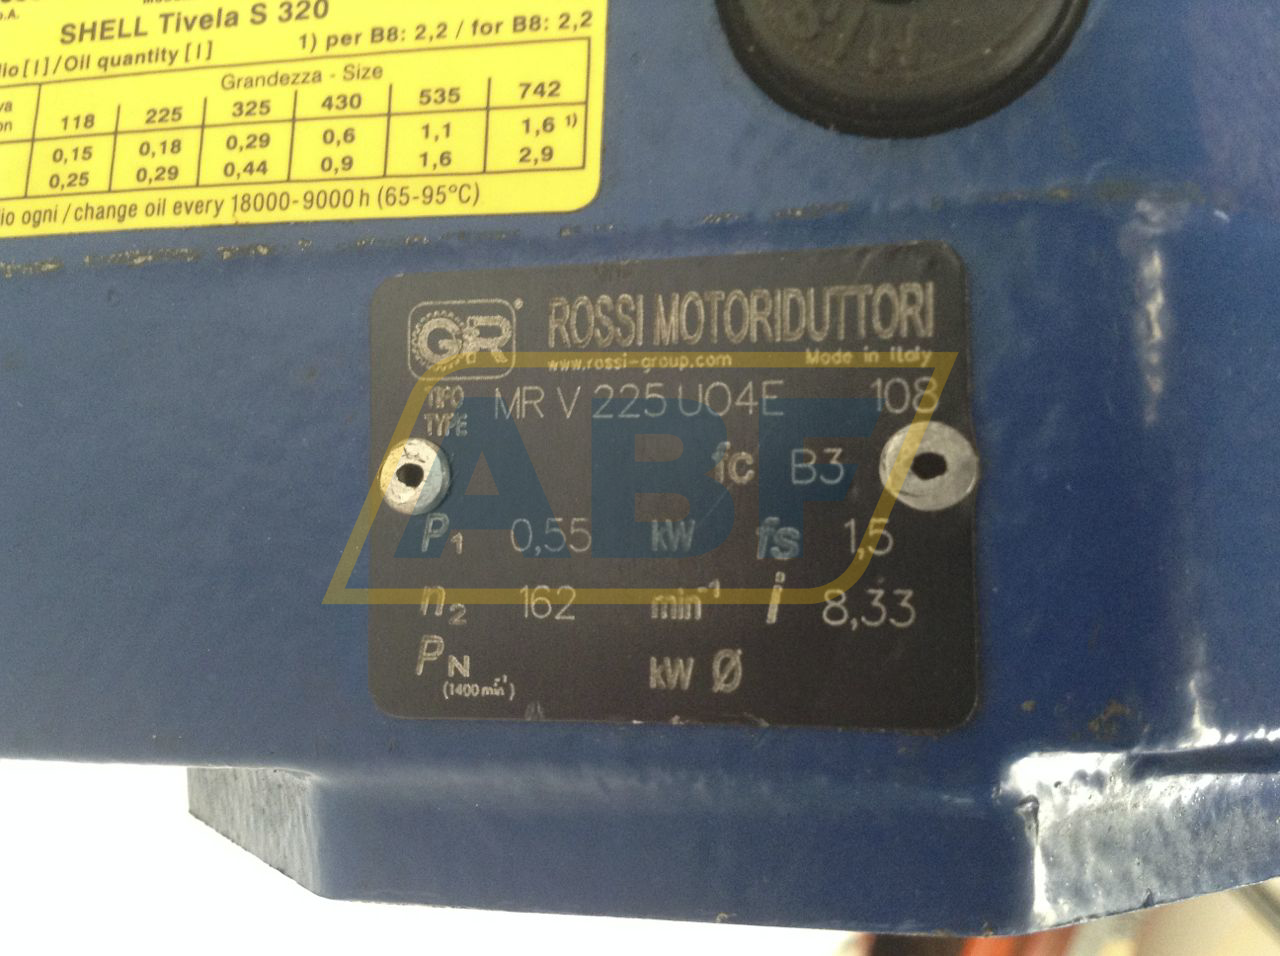 SHELL Tivela S 320
[l]/Oil quantity [l] 1) per B8: 2,2 / for B8: 2,2
Grandezza - Size
118 225 325 430 535 742
0,15 0,18 0,29 0,6 1,1 1,6 1)
0,25 0,29 0,44 0,9 1,6 2,9
ogni / change oil every 18000-9000 h (65-95°C)
GR® ROSSI MOTORIDUTTORI
www.rossi-group.com Made in Italy
TIPO
TYPE MR V 225 UO4E 108
fc B3
P1 0,55 kW fs 1,5
n2 162 min-1 i 8,33
PN kW Ø
(1400 min-1)
ABF